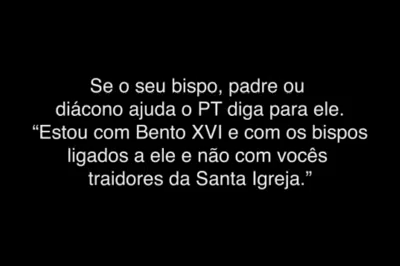 Se o seu bispo, padre ou
diácono ajuda o PT diga para ele.
“Estou com Bento XVI e com os bispos
ligados a ele e não com vocês
traidores da Santa Igreja.”